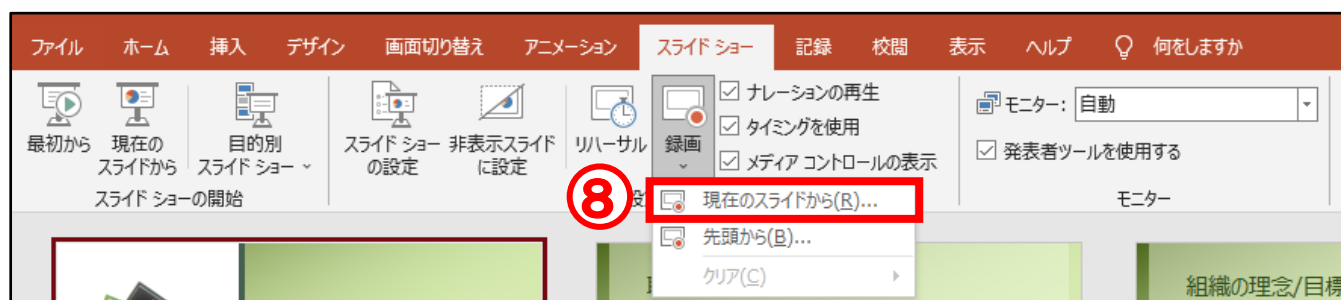 ファイル ホーム 挿入 デザイン 画面切り替え アニメーション スライド ショー 記録 校閲 表示 ヘルプ 何をしますか
最初から
現在の
スライドから
目的別
スライド ショー
スライド ショーの開始
スライド ショー
の設定
非表示スライド
に設定
リハーサル
録画
ナレーションの再生
タイミングを使用
メディア コントロールの表示
モニター: 自動
発表者ツールを使用する
モニター
⑧
現在のスライドから(R)...
先頭から(B)...
クリア(C)
組織の理念/目標